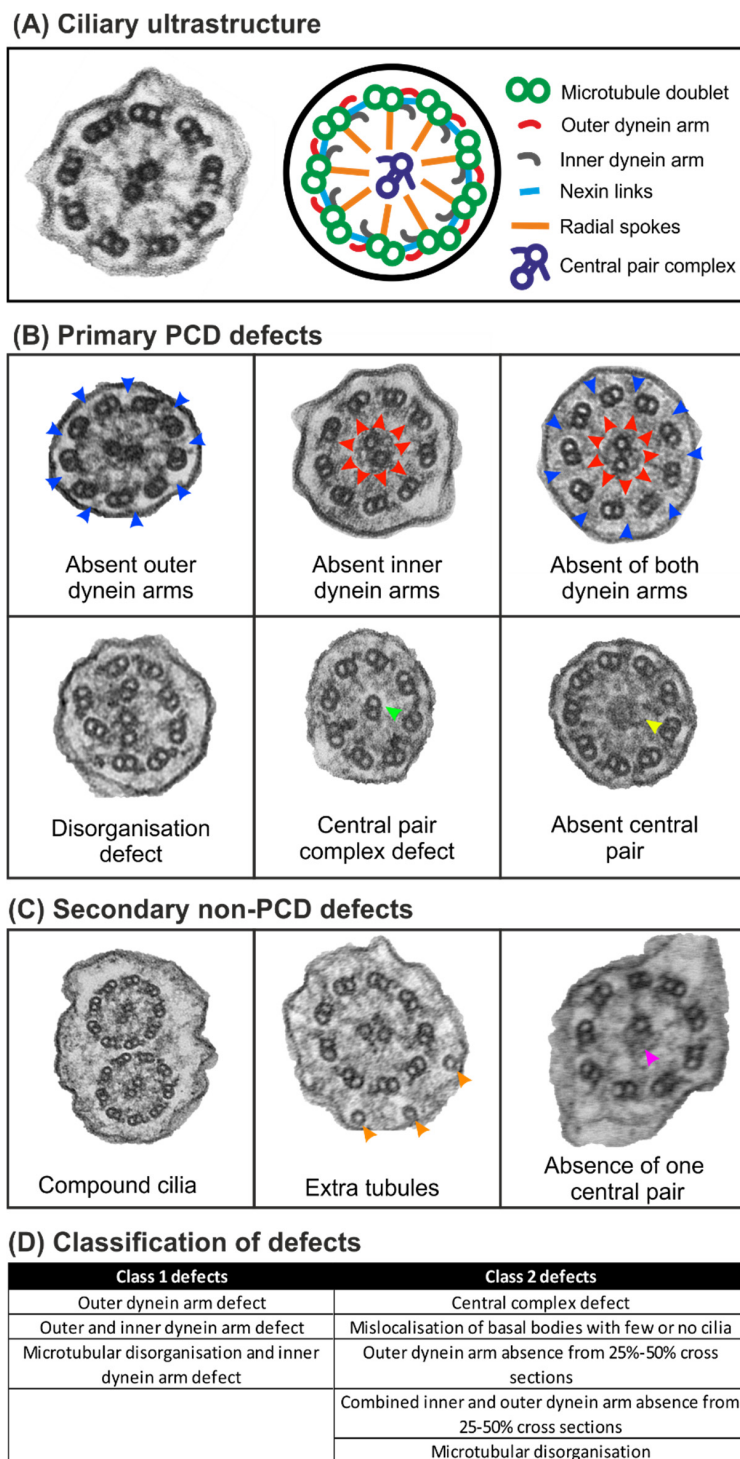 (A) Ciliary ultrastructure
Microtubule doublet
Outer dynein arm
Inner dynein arm
Nexin links
Radial spokes
Central pair complex
(B) Primary PCD defects
Absent outer
dynein arms
Absent inner
dynein arms
Absent of both
dynein arms
Disorganisation
defect
Central pair
complex defect
Absent central
pair
(C) Secondary non-PCD defects
Compound cilia
Extra tubules
Absence of one
central pair
(D) Classification of defects
Class 1 defects
Class 2 defects
Outer dynein arm defect
Central complex defect
Outer and inner dynein arm defect
Mislocalisation of basal bodies with few or no cilia
Microtubular disorganisation and inner
dynein arm defect
Outer dynein arm absence from 25%-50% cross
sections
Combined inner and outer dynein arm absence from
25-50% cross sections
Microtubular disorganisation